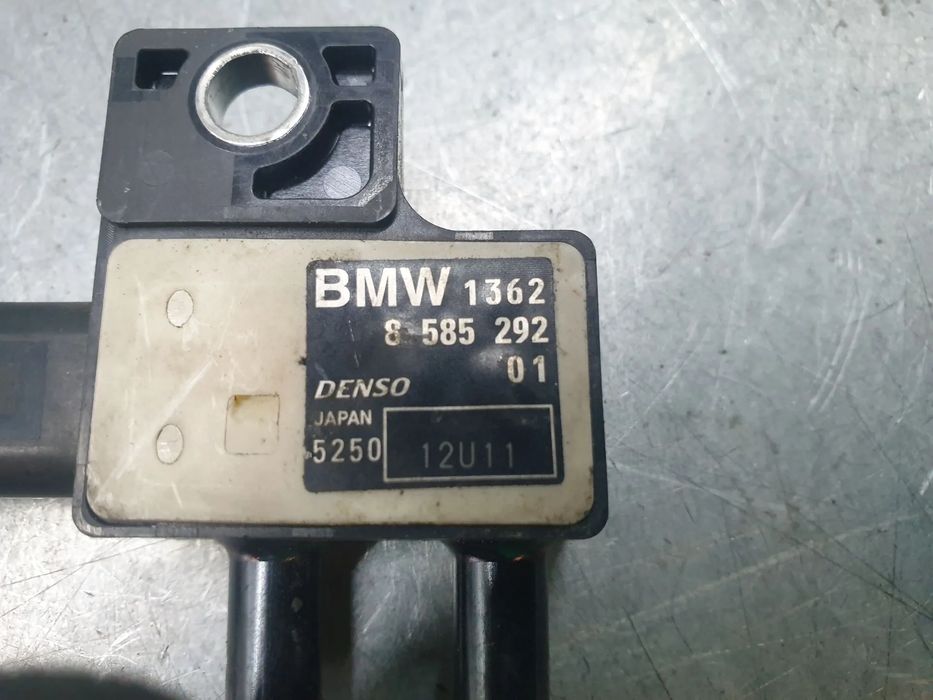 BMW 1362
8 585 292
01
DENSO
JAPAN
5250 12U11